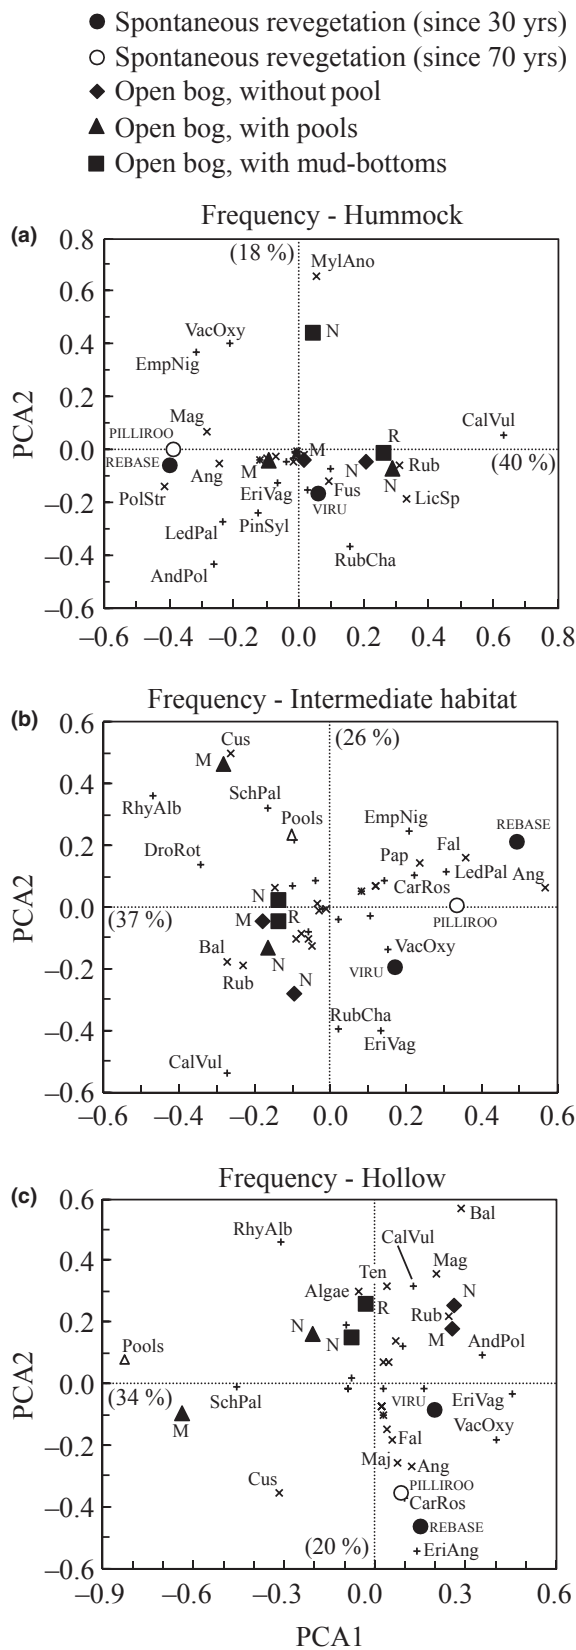 Spontaneous revegetation (since 30 yrs)
Spontaneous revegetation (since 70 yrs)
Open bog, without pool
Open bog, with pools
Open bog, with mud-bottoms
(a) Frequency - Hummock
0.8
(18 %)
MylAno
0.6
0.4
VacOxy
N
EmpNig
0.2
Mag
CalVul
PILLIROO
M
R
0.0
REBASE
Ang
M
N
Rub
(40 %)
PolStr
EriVag
Fus
N
LicSp
VIRU
–0.2
LedPal
PinSyl
RubCha
–0.4
AndPol
–0.6
PCA2
–0.6 –0.4 –0.2 0.0 0.2 0.4 0.6 0.8
(b) Frequency - Intermediate habitat
0.6
Cus
(26 %)
M
0.4
RhyAlb
SchPal
Pools
EmpNig
REBASE
0.2
DroRot
Pap
Fal
LedPal
Ang
N
CarRos
0.0
(37 %)
M
R
PILLIROO
Bal
N
VacOxy
–0.2
Rub
N
VIRU
RubCha
–0.4
EriVag
CalVul
–0.6
PCA2
–0.6 –0.4 –0.2 0.0 0.2 0.4 0.6
(c) Frequency - Hollow
0.6
Bal
RhyAlb
CalVul
0.4
Ten
Mag
Algae
N
R
Rub
0.2
N
N
M
Pools
AndPol
0.0
(34 %)
SchPal
VIRU
EriVag
M
VacOxy
–0.2
Fal
Cus
Maj
Ang
PILLIROO
–0.4
CarRos
REBASE
(20 %)
EriAng
–0.6
PCA2
–0.9 –0.6 –0.3 0.0 0.3 0.6
PCA1